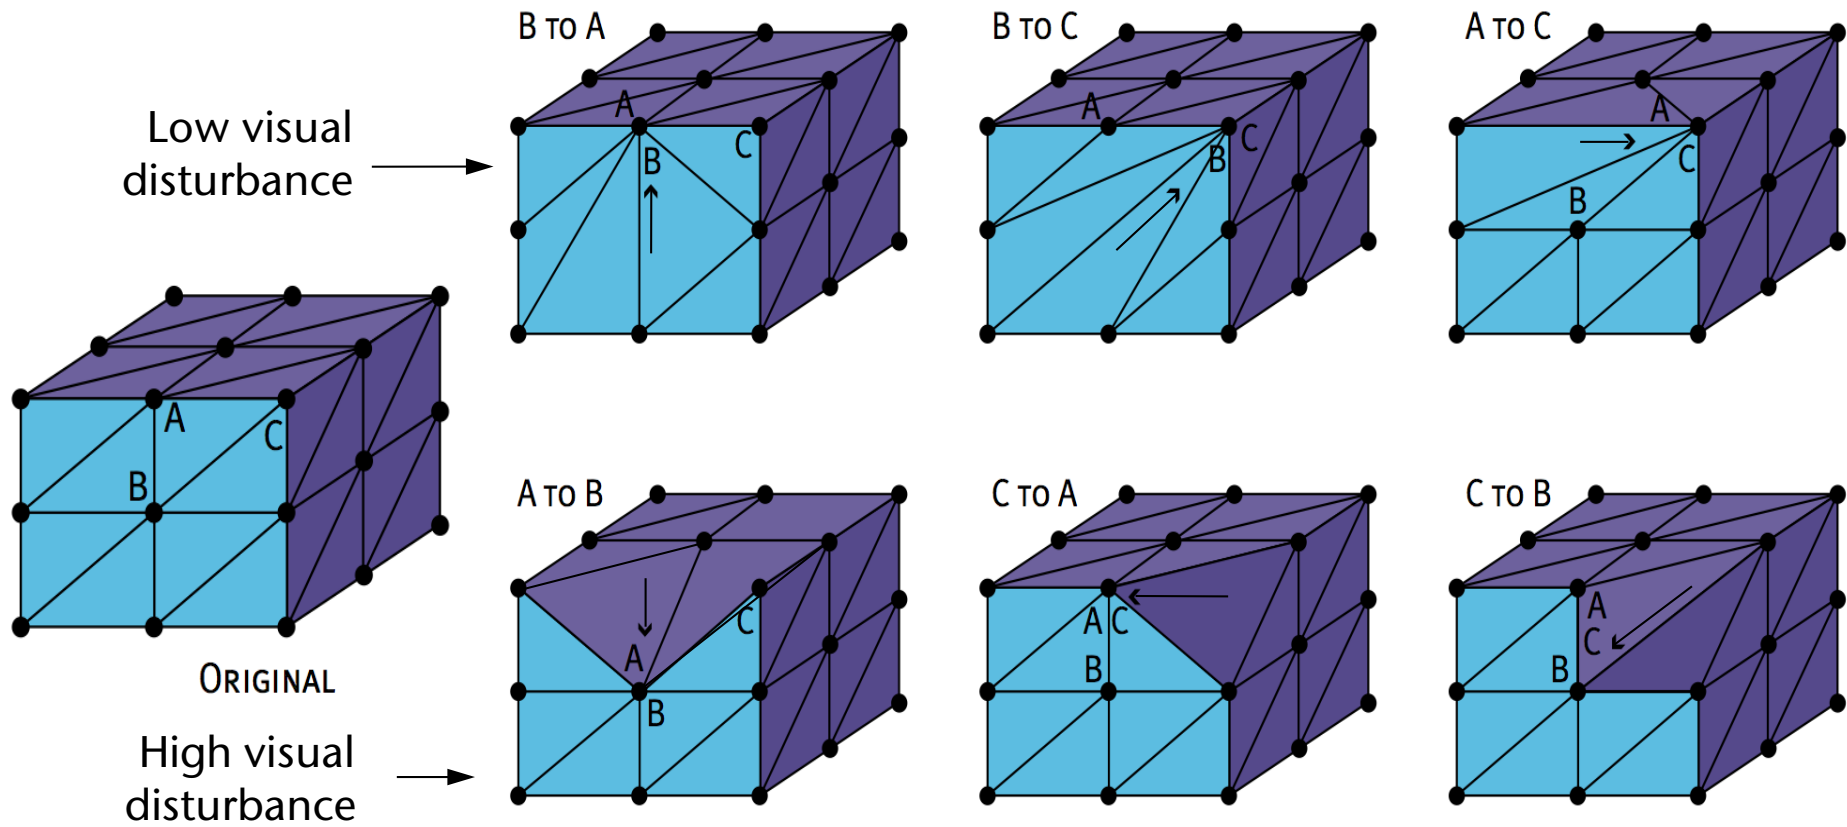 B TO A
B TO C
A TO C
Low visual
disturbance
A
B
C
A
B
C
A
B
C
A
B
C
ORIGINAL
A TO B
C TO A
C TO B
High visual
disturbance
A
B
C
A C
B
A
C
B